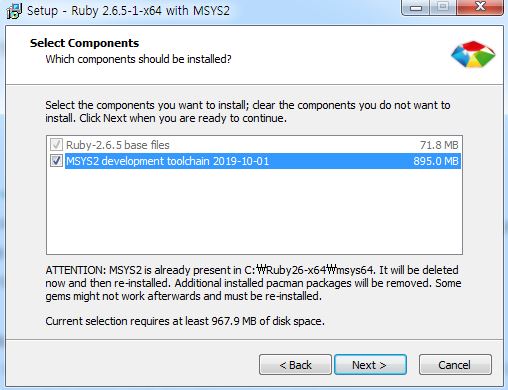 Setup - Ruby 2.6.5-1-x64 with MSYS2
Select Components
Which components should be installed?
Select the components you want to install; clear the components you do not want to
install. Click Next when you are ready to continue.
Ruby-2.6.5 base files 71.8 MB
MSYS2 development toolchain 2019-10-01 895.0 MB
ATTENTION: MSYS2 is already present in C:₩Ruby26-x64₩msys64. It will be deleted
now and then re-installed. Additional installed pacman packages will be removed. Some
gems might not work afterwards and must be re-installed.
Current selection requires at least 967.9 MB of disk space.
< Back Next > Cancel